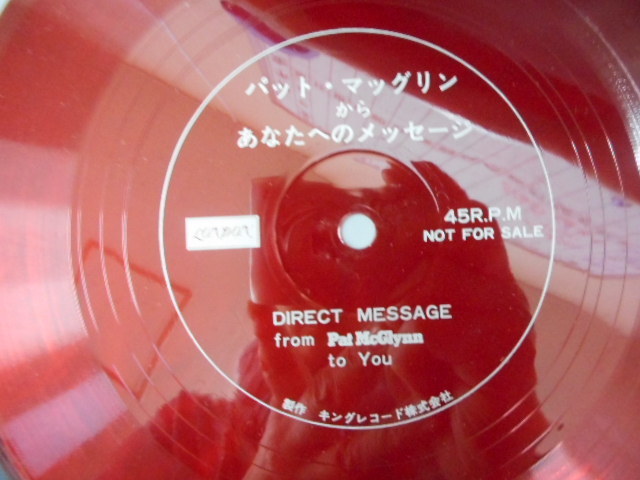 パット・マッグリン
から
あなたへのメッセージ
45R.P.M
NOT FOR SALE
LONDON
DIRECT MESSAGE
from Pat McGlynn
to You
製作 キングレコード株式会社